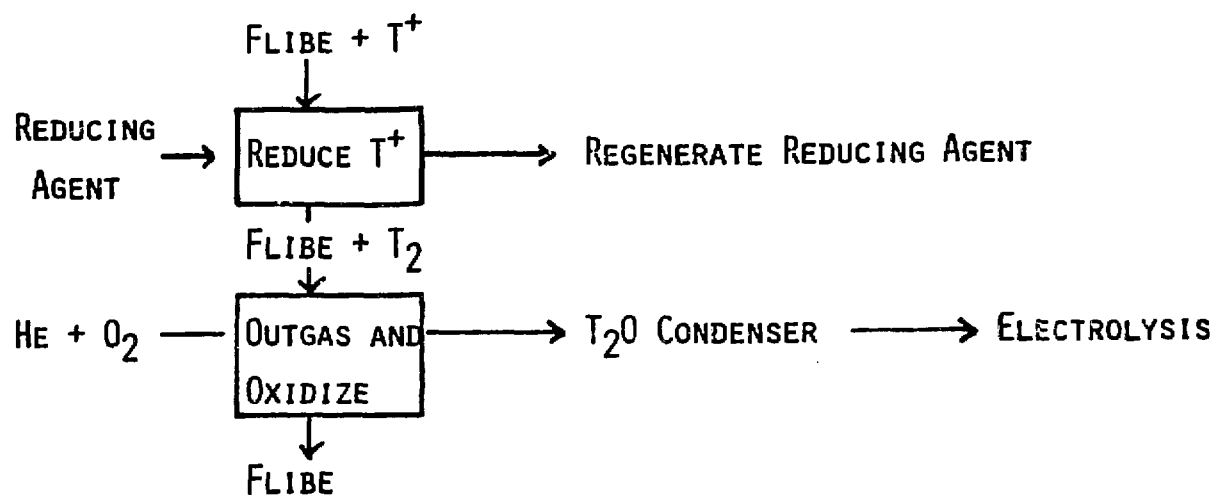 FLIBE + T⁺
REDUCING
AGENT
REDUCE T⁺
REGENERATE REDUCING AGENT
FLIBE + T₂
HE + O₂
OUTGAS AND
OXIDIZE
T₂O CONDENSER
ELECTROLYSIS
FLIBE